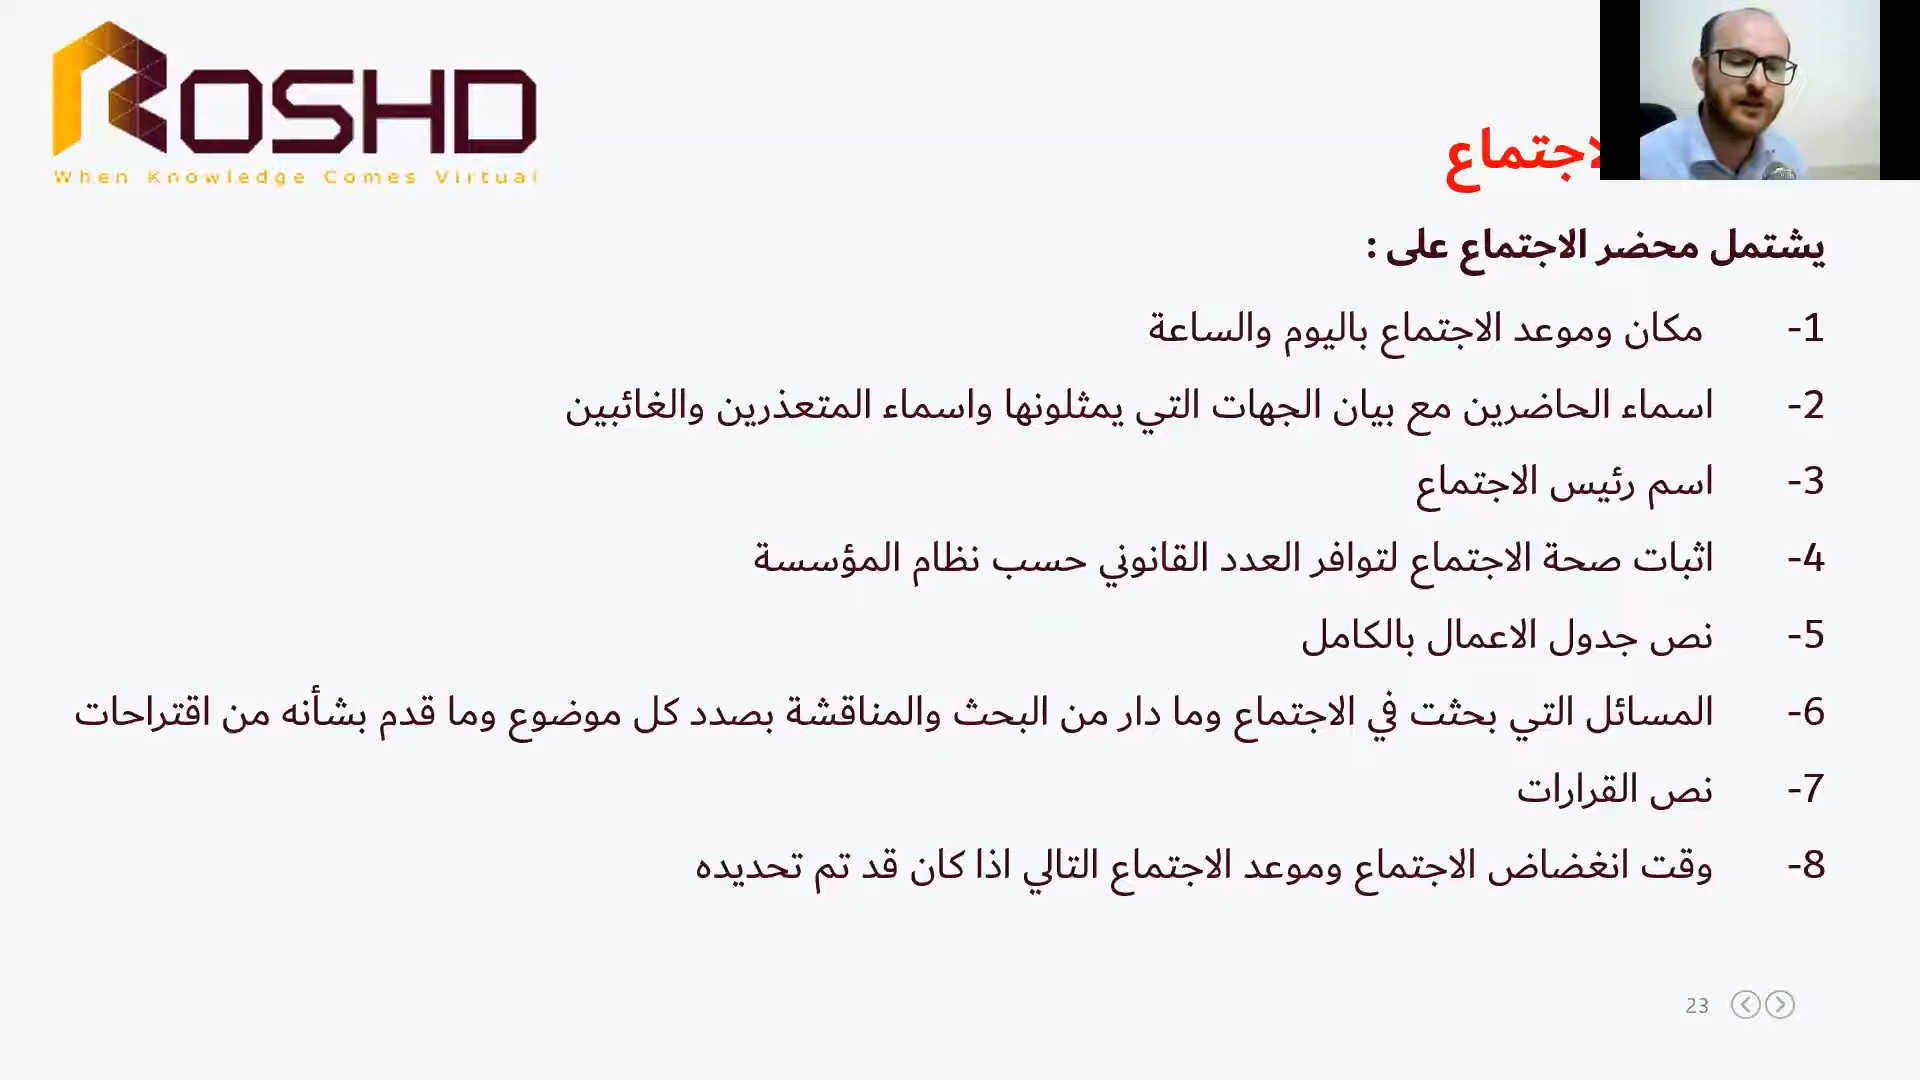 ROSHD
When Knowledge Comes Virtual
الاجتماع
يشتمل محضر الاجتماع على :
1- مكان وموعد الاجتماع باليوم والساعة
2- اسماء الحاضرين مع بيان الجهات التي يمثلونها واسماء المتعذرين والغائبين
3- اسم رئيس الاجتماع
4- اثبات صحة الاجتماع لتوافر العدد القانوني حسب نظام المؤسسة
5- نص جدول الاعمال بالكامل
6- المسائل التي بحثت في الاجتماع وما دار من البحث والمناقشة بصدد كل موضوع وما قدم بشأنه من اقتراحات
7- نص القرارات
8- وقت انغضاض الاجتماع وموعد الاجتماع التالي اذا كان قد تم تحديده
23